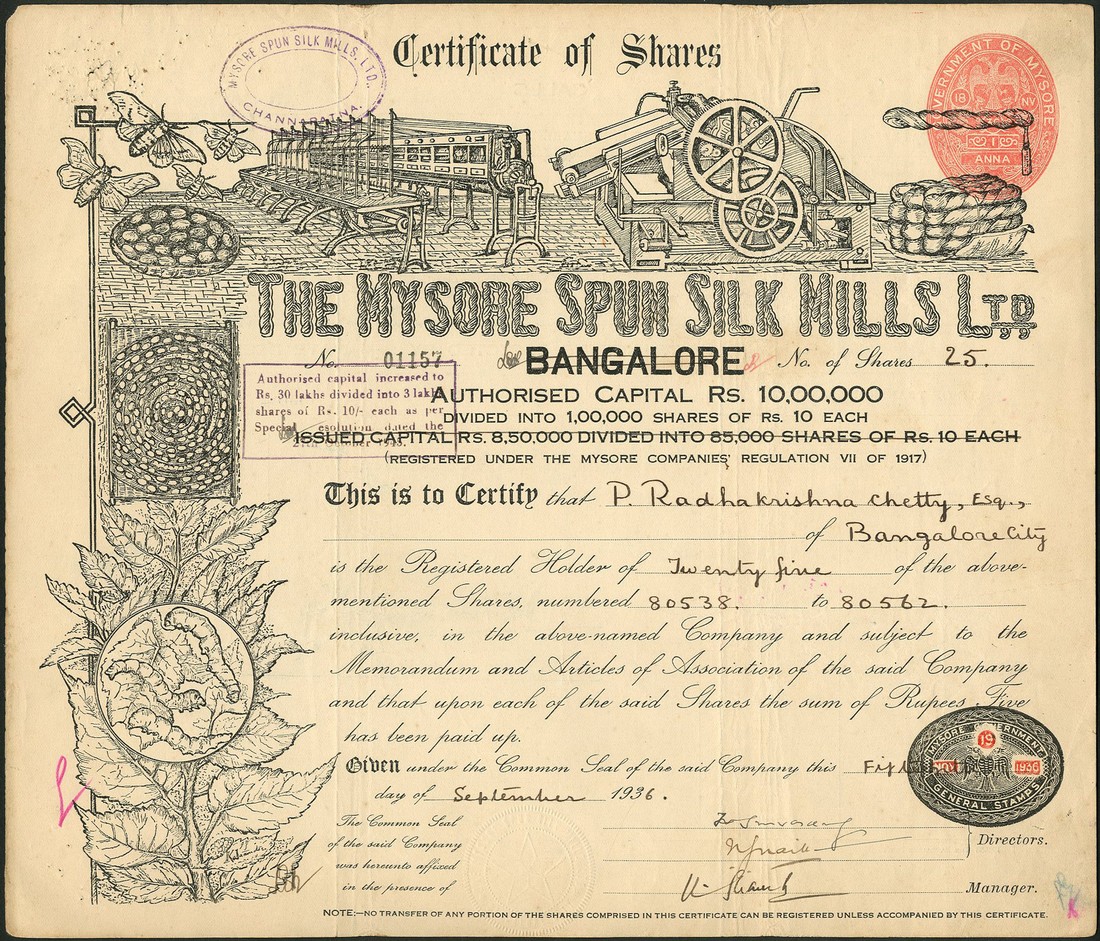 Certificate of Shares
MYSORE SPUN SILK MILLS, LTD.
CHANNAPATNA.
GOVERNMENT OF MYSORE
18 NV
1
ANNA
THE MYSORE SPUN SILK MILLS LTD
No. 01157 BANGALORE No. of Shares 25.
Authorised capital increased to
Rs. 30 lakhs divided into 3 lakh
shares of Rs. 10/- each as per
Special esolution dated the
AUTHORISED CAPITAL RS. 10,00,000
DIVIDED INTO 1,00,000 SHARES OF RS. 10 EACH
ISSUED CAPITAL RS. 8,50,000 DIVIDED INTO 85,000 SHARES OF RS. 10 EACH
(REGISTERED UNDER THE MYSORE COMPANIES' REGULATION VII OF 1917)
This is to Certify that P. Radhakrishna Chetty, Esq.,
of Bangalore City
is the Registered Holder of Twenty five of the above-
mentioned Shares, numbered 80538. to 80562.
inclusive, in the above-named Company and subject to the
Memorandum and Articles of Association of the said Company
and that upon each of the said Shares the sum of Rupees Five
has been paid up.
Given under the Common Seal of the said Company this
day of September 1936.
MYSORE GOVERNMENT
19
NOV 1936
GENERAL STAMPS
The Common Seal
of the said Company
was hereunto affixed
in the presence of
Directors.
Manager.
NOTE:—NO TRANSFER OF ANY PORTION OF THE SHARES COMPRISED IN THIS CERTIFICATE CAN BE REGISTERED UNLESS ACCOMPANIED BY THIS CERTIFICATE.